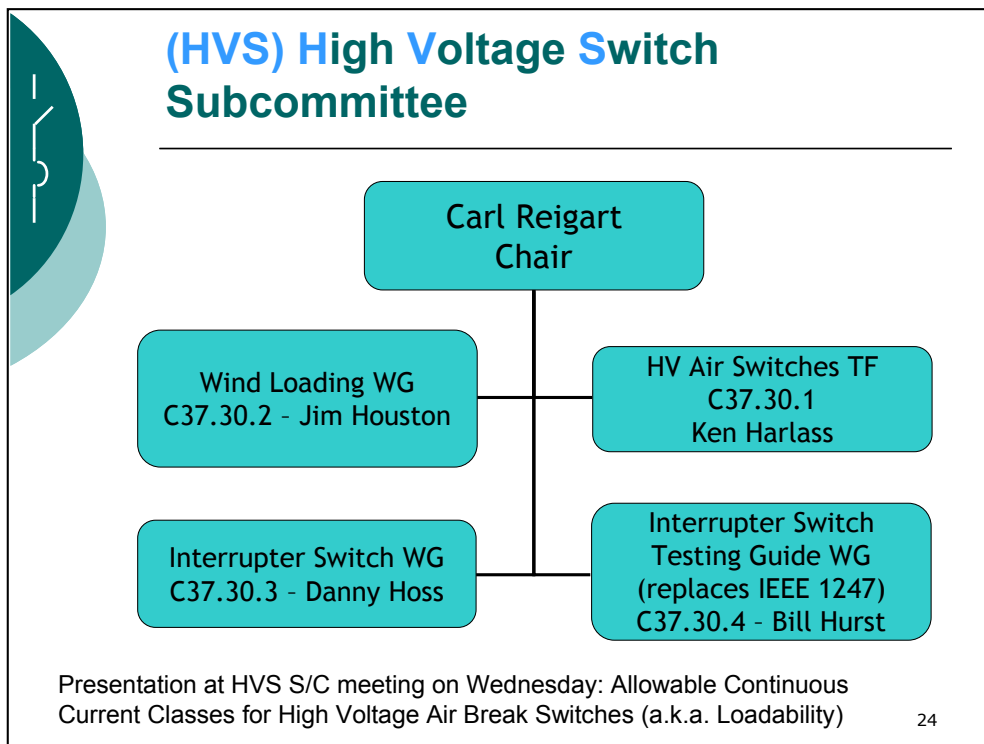 (HVS) High Voltage Switch
Subcommittee
Carl Reigart
Chair
Wind Loading WG
C37.30.2 – Jim Houston
HV Air Switches TF
C37.30.1
Ken Harlass
Interrupter Switch WG
C37.30.3 – Danny Hoss
Interrupter Switch
Testing Guide WG
(replaces IEEE 1247)
C37.30.4 – Bill Hurst
Presentation at HVS S/C meeting on Wednesday: Allowable Continuous
Current Classes for High Voltage Air Break Switches (a.k.a. Loadability)
24